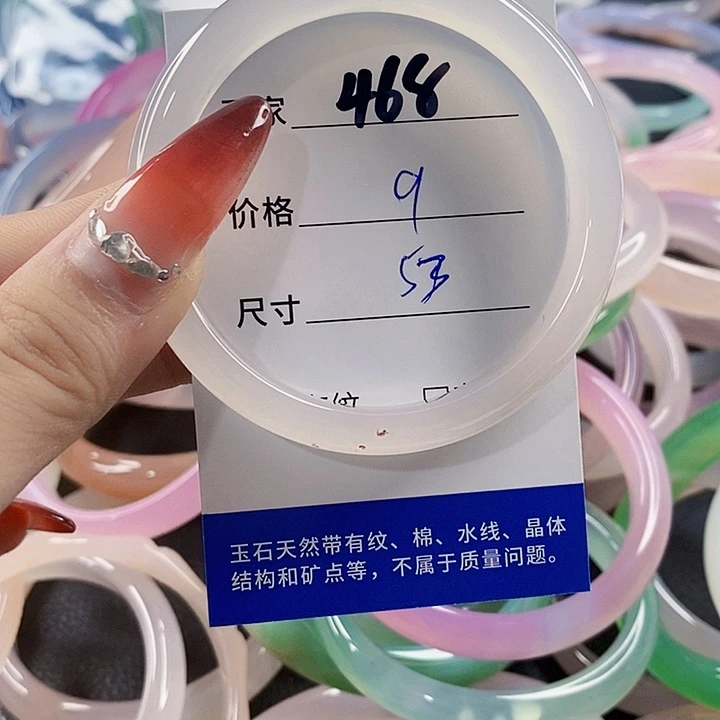 家 468
价格 9
尺寸 53
纹
玉石天然带有纹、棉、水线、晶体
结构和矿点等，不属于质量问题。